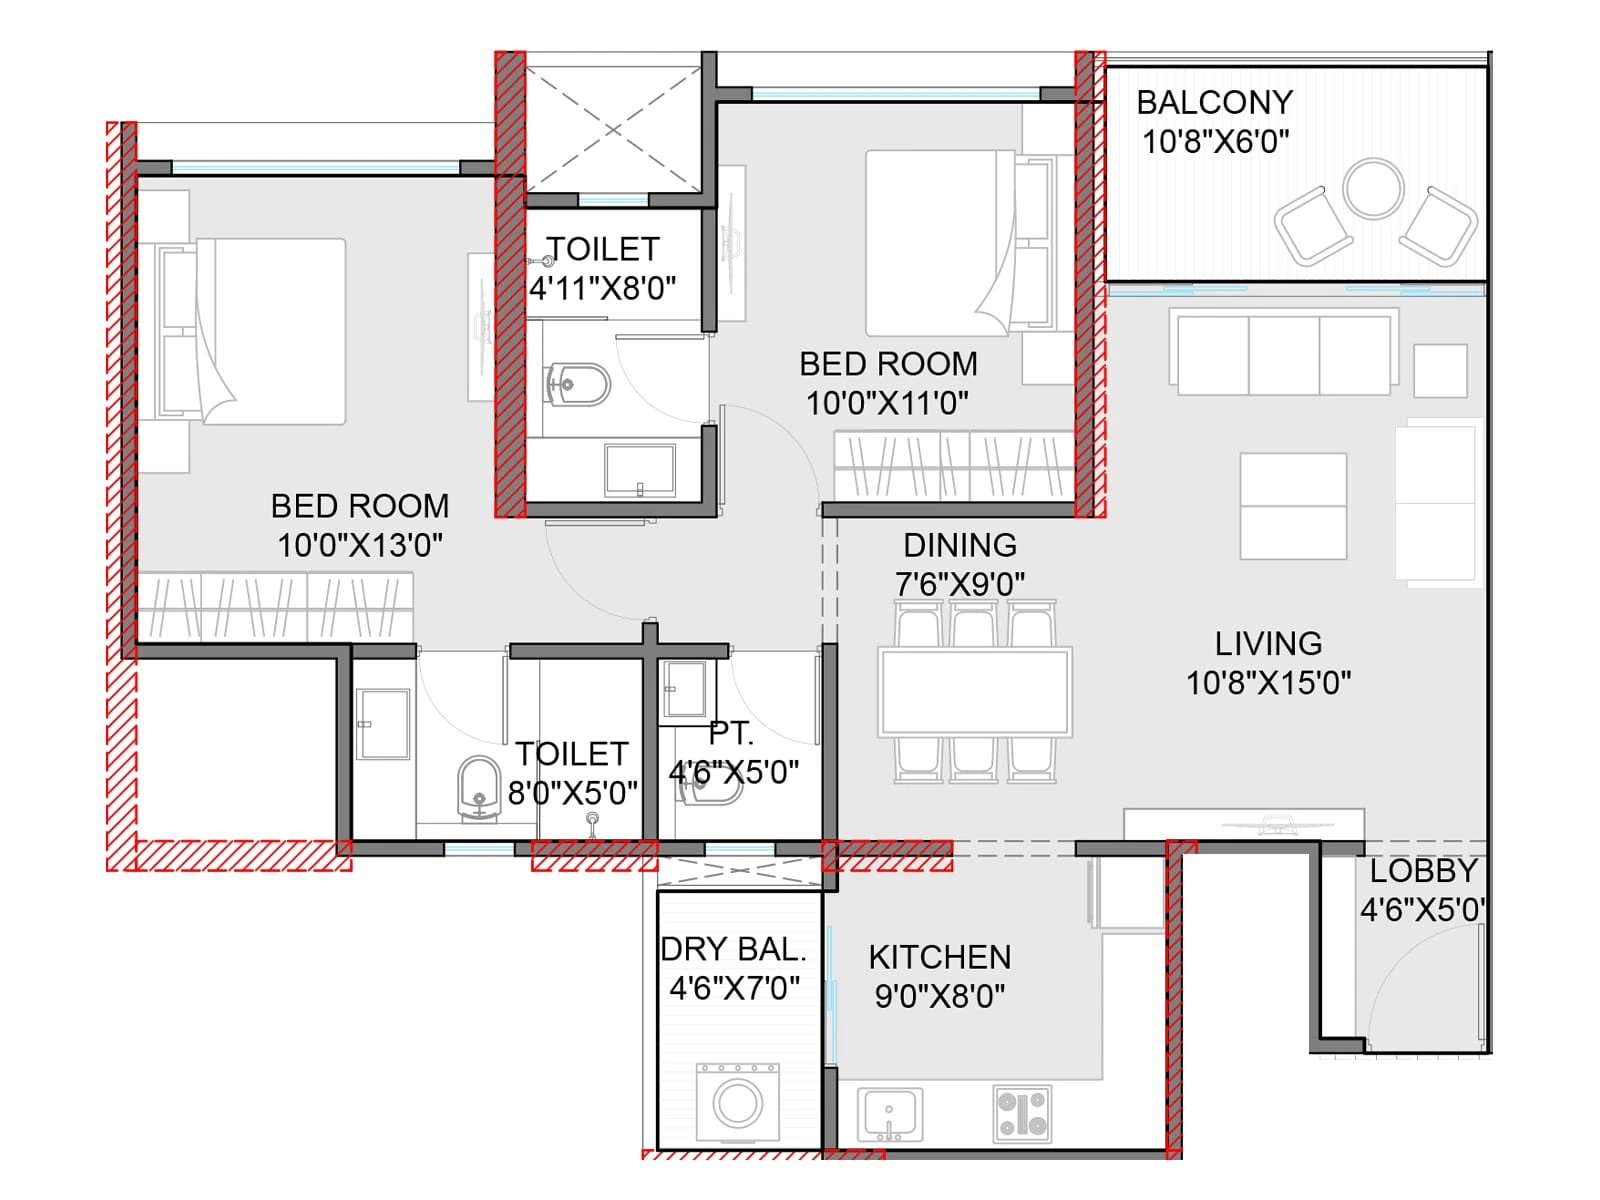 BALCONY
10'8"X6'0"
TOILET
4'11"X8'0"
BED ROOM
10'0"X11'0"
BED ROOM
10'0"X13'0"
DINING
7'6"X9'0"
LIVING
10'8"X15'0"
PT.
4'6"X5'0"
TOILET
8'0"X5'0"
LOBBY
4'6"X5'0'
DRY BAL.
4'6"X7'0"
KITCHEN
9'0"X8'0"